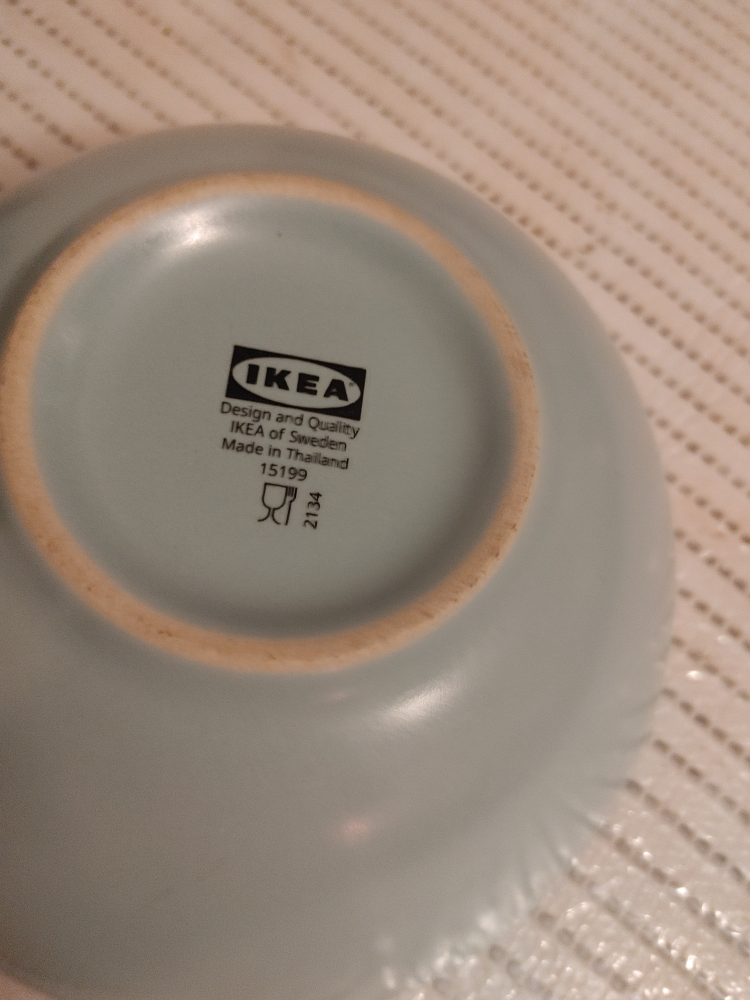 IKEA®
Design and Quality
IKEA of Sweden
Made in Thailand
15199
2134